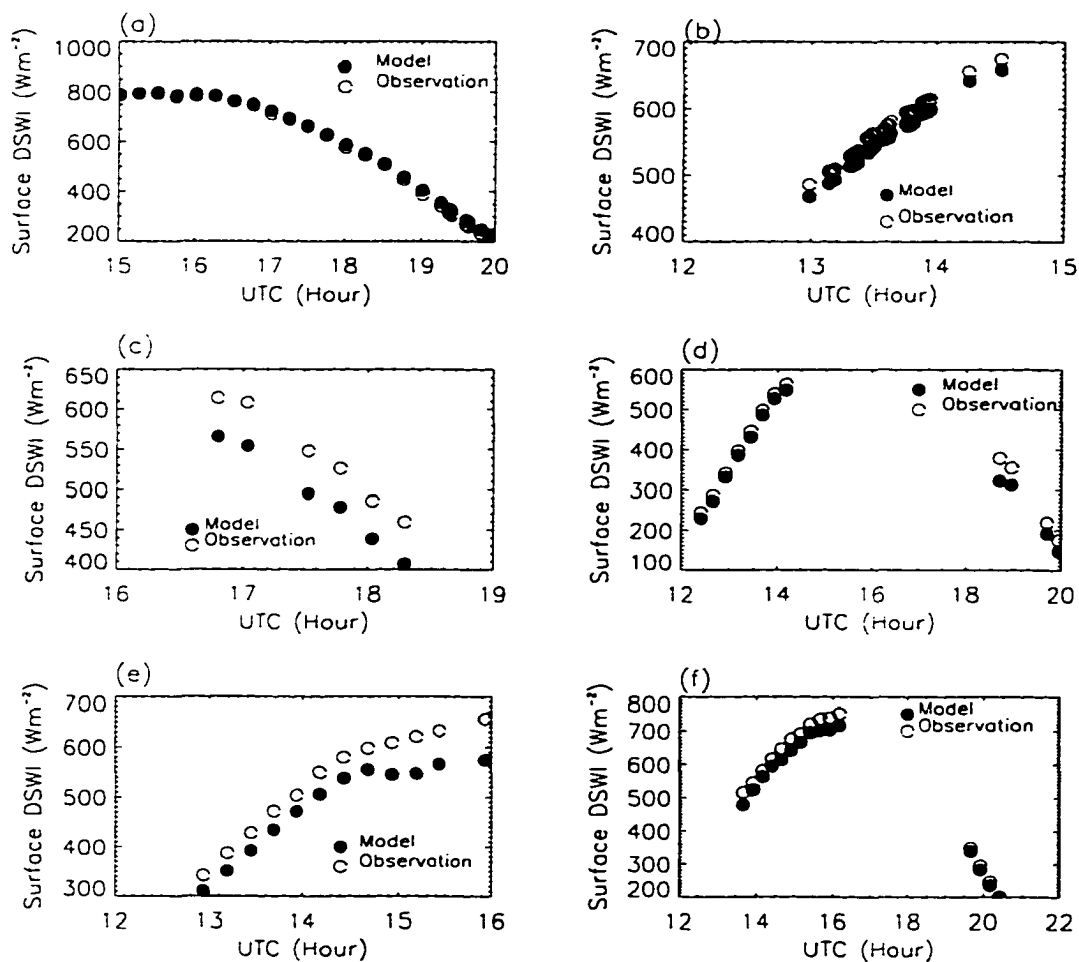 (a)
Surface DSWI (Wm⁻²)
1000
800
600
400
200
Model
Observation
15 16 17 18 19 20
UTC (Hour)
(b)
Surface DSWI (Wm⁻²)
700
600
500
400
Model
Observation
12 13 14 15
UTC (Hour)
(c)
Surface DSWI (Wm⁻²)
650
600
550
500
450
400
Model
Observation
16 17 18 19
UTC (Hour)
(d)
Surface DSWI (Wm⁻²)
600
500
400
300
200
100
Model
Observation
12 14 16 18 20
UTC (Hour)
(e)
Surface DSWI (Wm⁻²)
700
600
500
400
300
Model
Observation
12 13 14 15 16
UTC (Hour)
(f)
Surface DSWI (Wm⁻²)
800
700
600
500
400
300
200
Model
Observation
12 14 16 18 20 22
UTC (Hour)